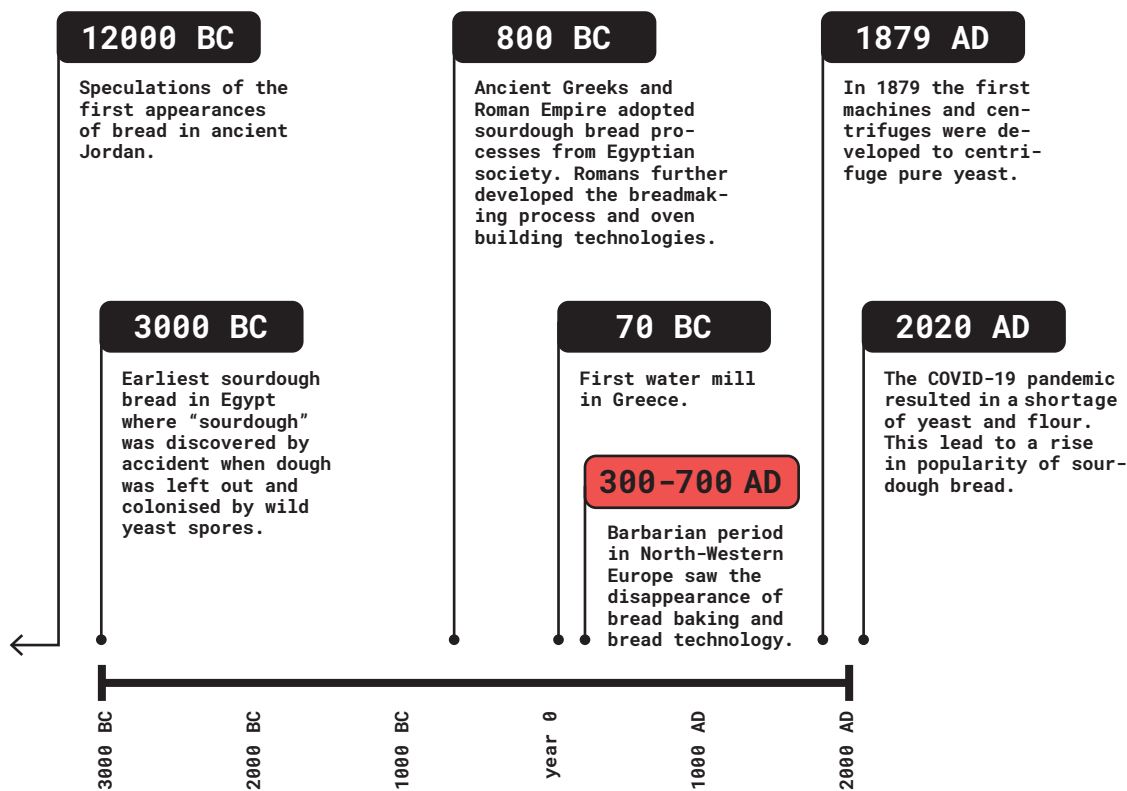 12000 BC
Speculations of the
first appearances
of bread in ancient
Jordan.
3000 BC
Earliest sourdough
bread in Egypt
where “sourdough”
was discovered by
accident when dough
was left out and
colonised by wild
yeast spores.
800 BC
Ancient Greeks and
Roman Empire adopted
sourdough bread pro-
cesses from Egyptian
society. Romans further
developed the breadmak-
ing process and oven
building technologies.
70 BC
First water mill
in Greece.
300-700 AD
Barbarian period
in North-Western
Europe saw the
disappearance of
bread baking and
bread technology.
1879 AD
In 1879 the first
machines and cen-
trifuges were de-
veloped to centri-
fuge pure yeast.
2020 AD
The COVID-19 pandemic
resulted in a shortage
of yeast and flour.
This lead to a rise
in popularity of sour-
dough bread.
3000 BC
2000 BC
1000 BC
year 0
1000 AD
2000 AD